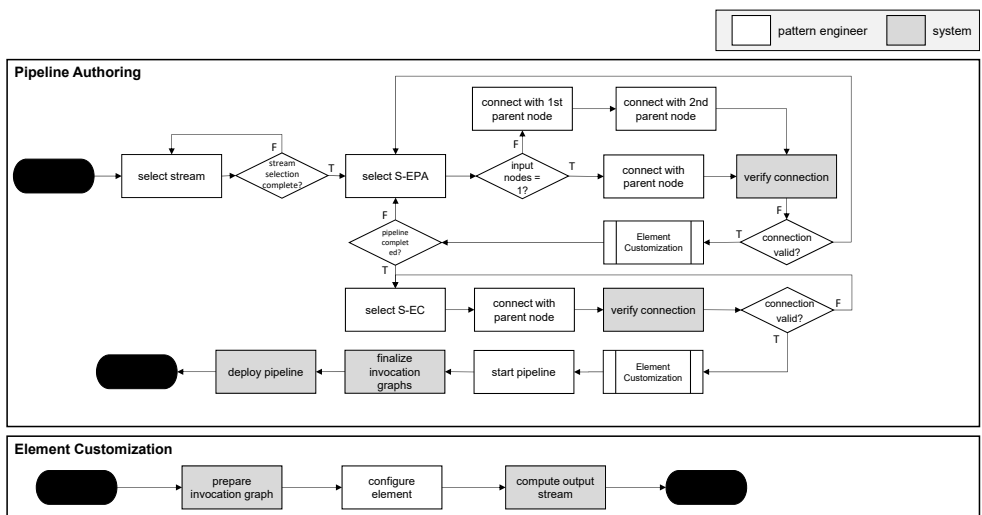 pattern engineer
system
Pipeline Authoring
connect with 1st
parent node
connect with 2nd
parent node
F
F
T
T
select stream
stream
selection
complete?
select S-EPA
input
nodes =
1?
connect with
parent node
verify connection
F
F
T
pipeline
complet
ed?
Element
Customization
connection
valid?
T
select S-EC
connect with
parent node
verify connection
connection
valid?
F
T
deploy pipeline
finalize
invocation
graphs
start pipeline
Element
Customization
Element Customization
prepare
invocation graph
configure
element
compute output
stream